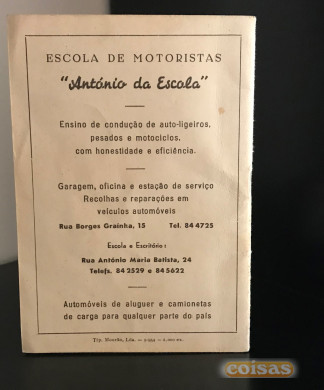 ESCOLA DE MOTORISTAS
"António da Escola"
Ensino de condução de auto-ligeiros,
pesados e motociclos,
com honestidade e eficiência.
Garagem, oficina e estação de serviço
Recolhas e reparações em
veículos automóveis
Rua Borges Grainha, 15 Tel. 84 4725
Escola e Escritório:
Rua António Maria Batista, 24
Telefs. 84 2529 e 84 5622
Automóveis de aluguer e camionetas
de carga para qualquer parte do país
coisas